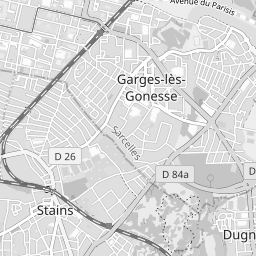 Avenue du Parisis
Garges-lès-
Gonesse
Sarcelles
D 26
D 84a
D
Stains
Dugn